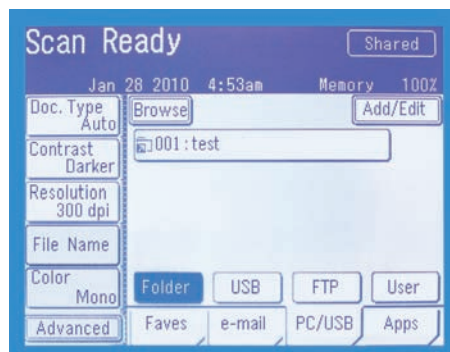 Scan Ready
Shared
Jan 28 2010 4:53am Memory 100%
Doc. Type
Auto
Browse
Add/Edit
Contrast
Darker
001:test
Resolution
300 dpi
File Name
Color
Mono
Folder
USB
FTP
User
Advanced
Faves
e-mail
PC/USB
Apps